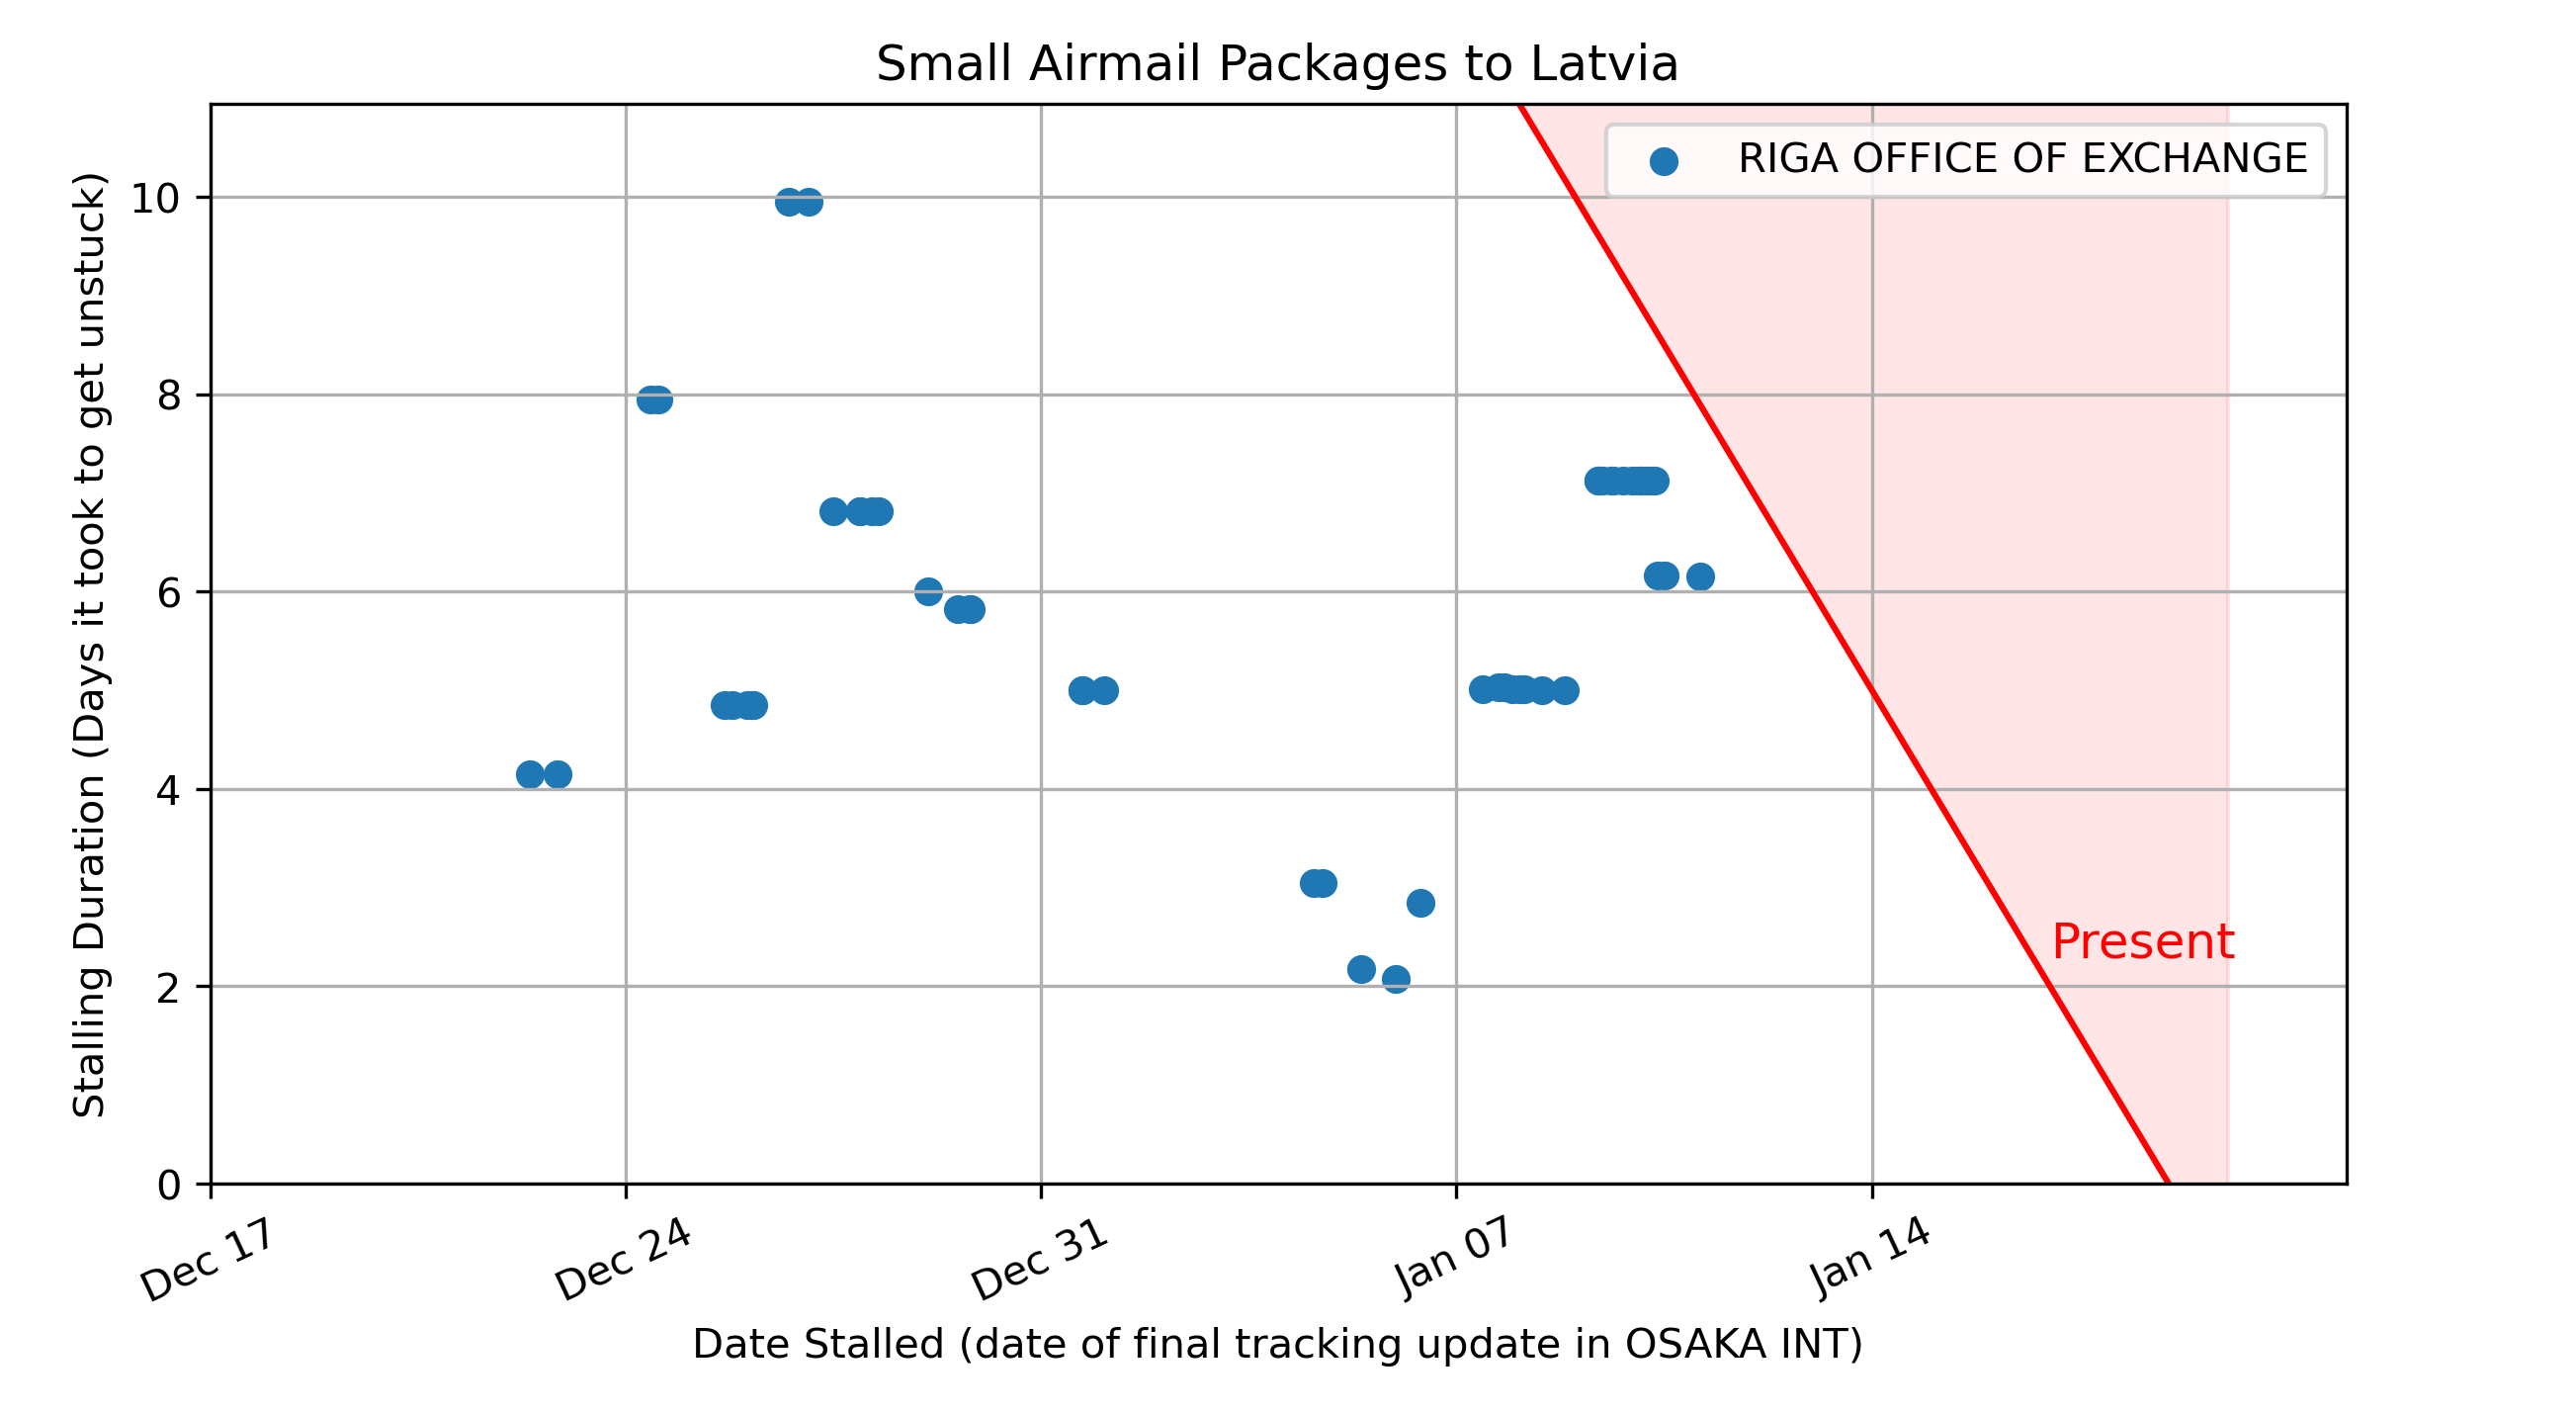 Small Airmail Packages to Latvia
RIGA OFFICE OF EXCHANGE
Stalling Duration (Days it took to get unstuck)
10
8
6
4
2
0
Present
Dec 17
Dec 24
Dec 31
Jan 07
Jan 14
Date Stalled (date of final tracking update in OSAKA INT)